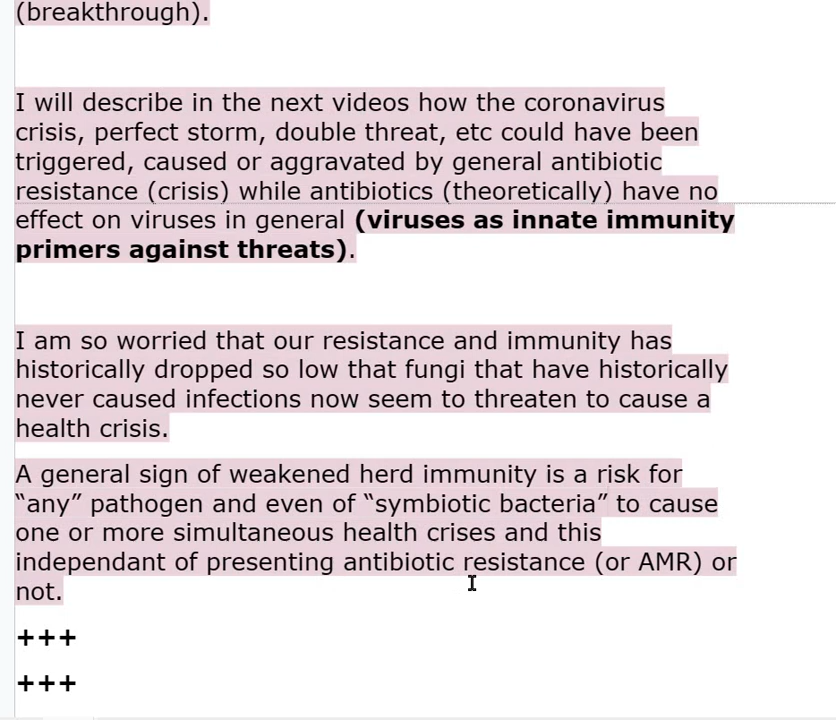 (breakthrough).
I will describe in the next videos how the coronavirus
crisis, perfect storm, double threat, etc could have been
triggered, caused or aggravated by general antibiotic
resistance (crisis) while antibiotics (theoretically) have no
effect on viruses in general (viruses as innate immunity
primers against threats).
I am so worried that our resistance and immunity has
historically dropped so low that fungi that have historically
never caused infections now seem to threaten to cause a
health crisis.
A general sign of weakened herd immunity is a risk for
“any” pathogen and even of “symbiotic bacteria” to cause
one or more simultaneous health crises and this
independant of presenting antibiotic resistance (or AMR) or
not.
+++
+++